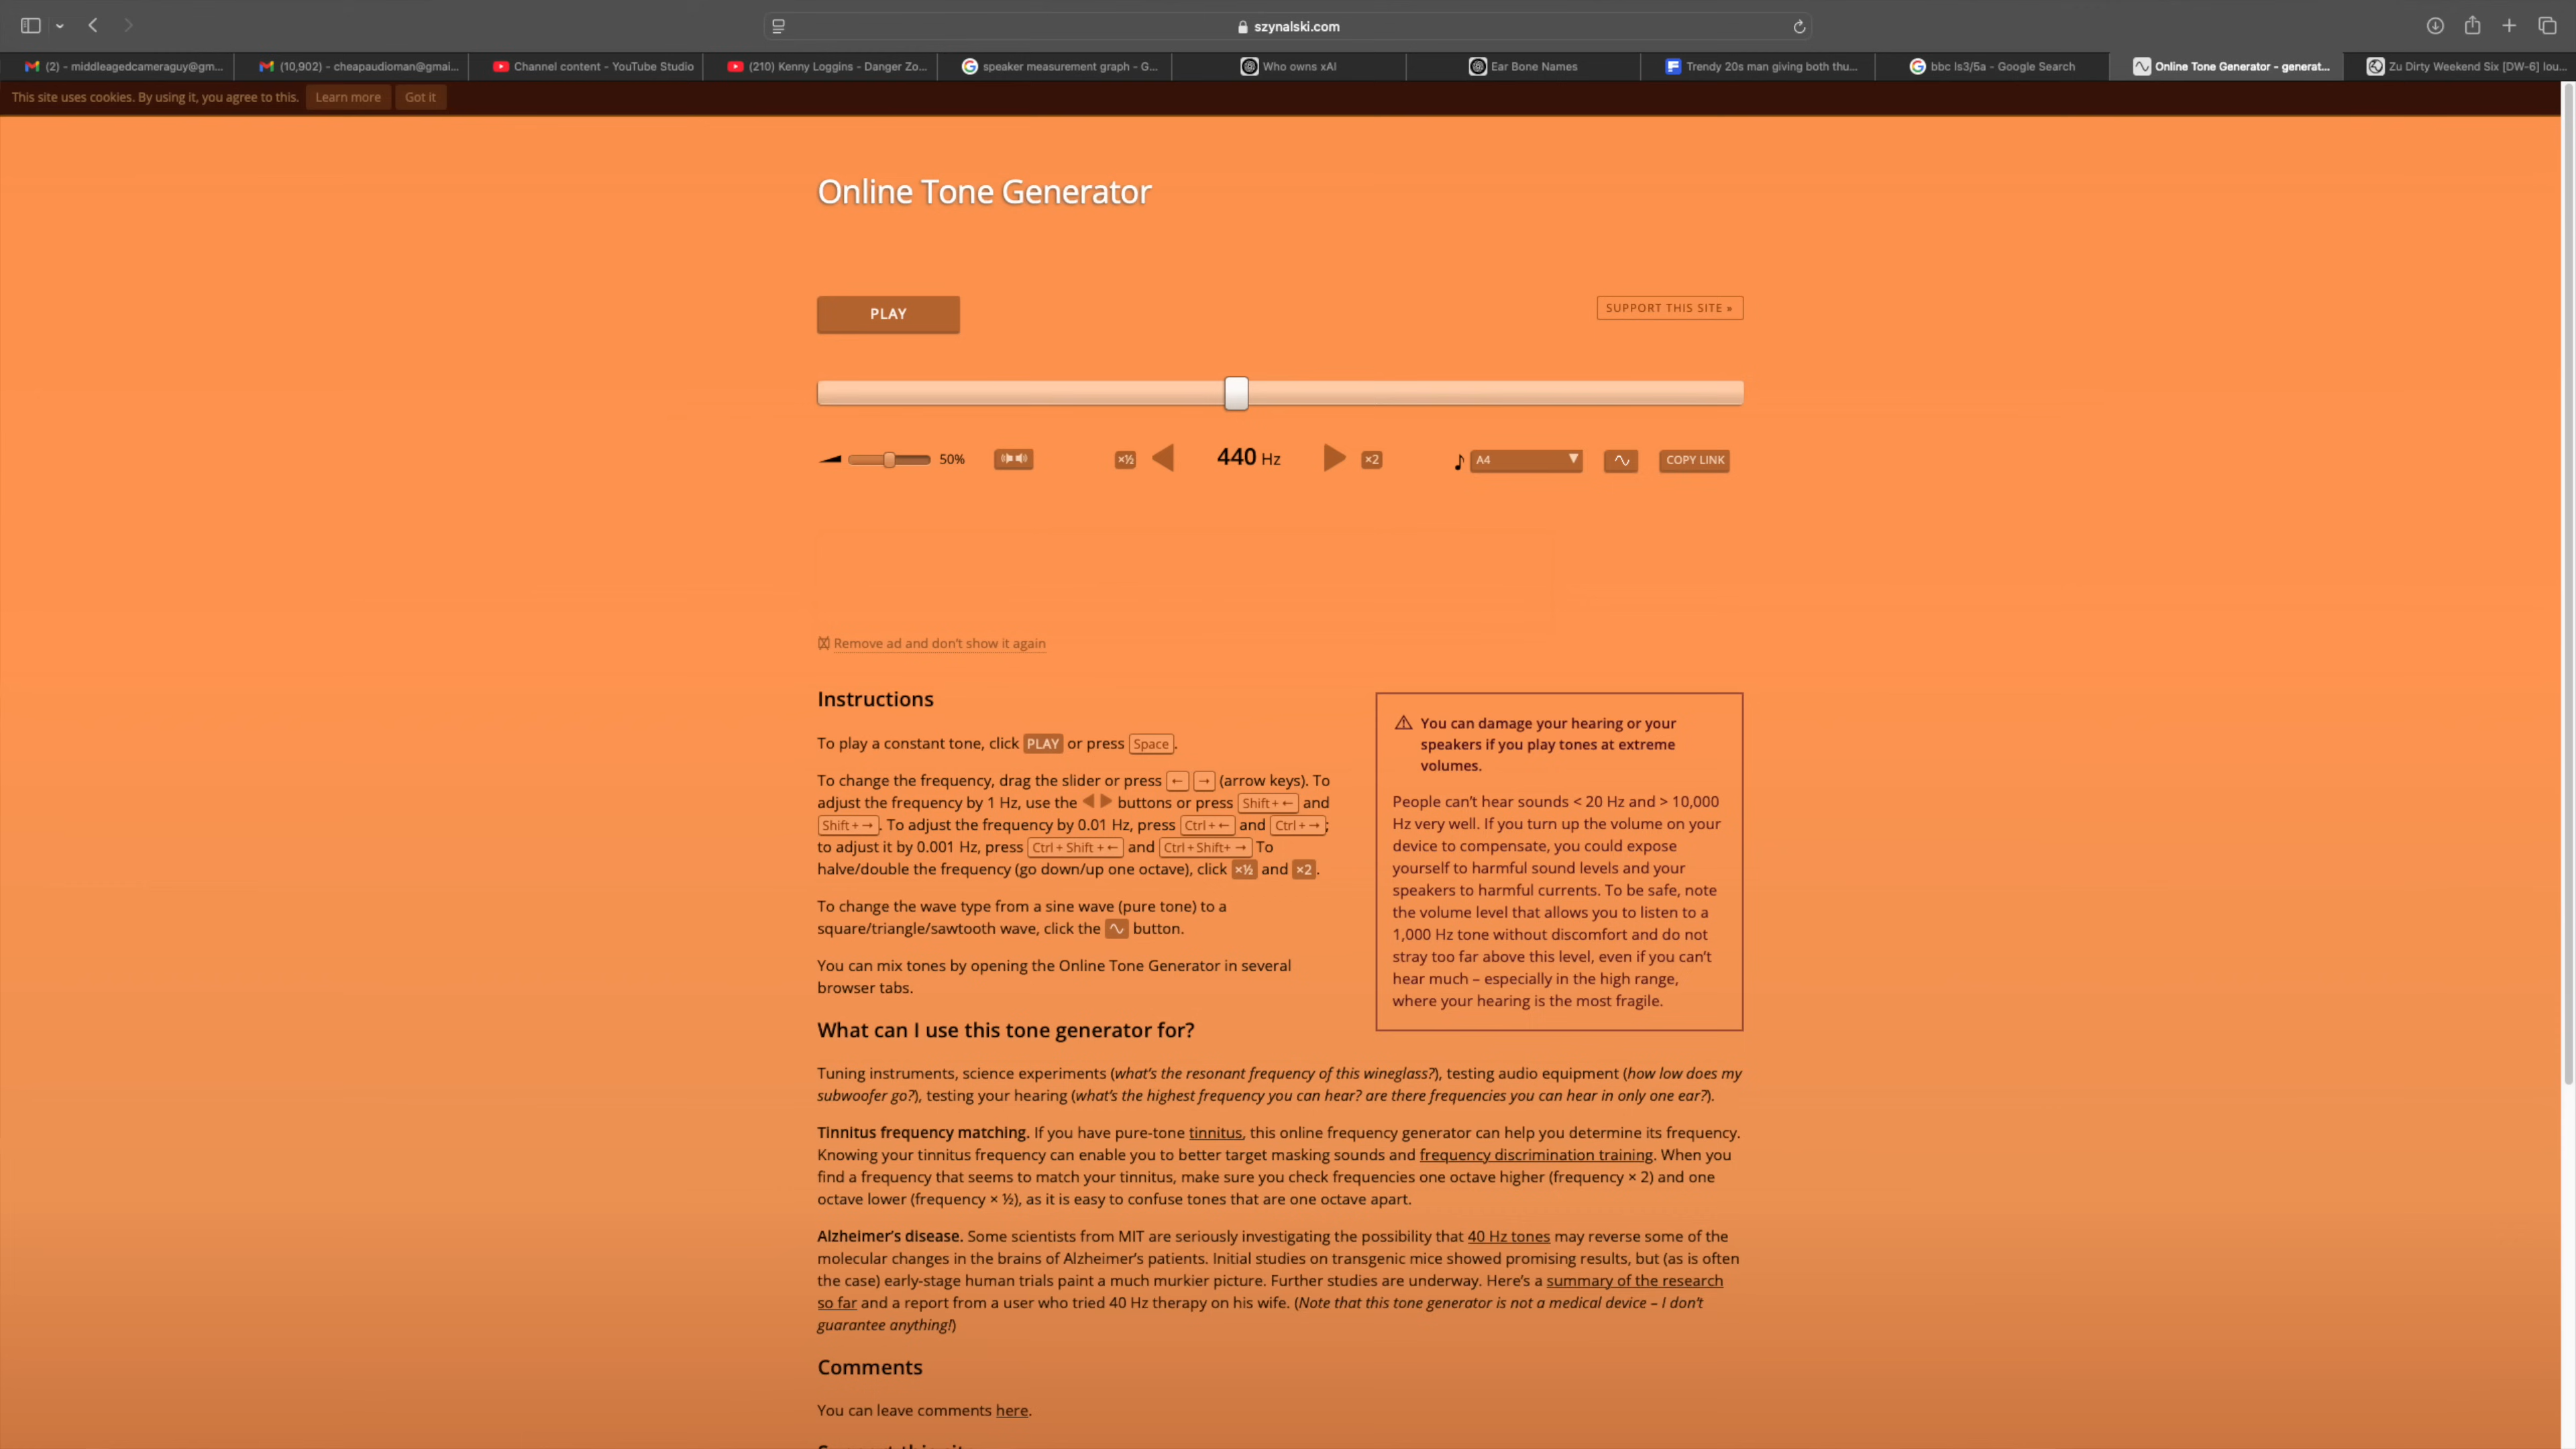 szynalski.com
(2) - middleagedcameraguy@gm...
(10,902) - cheapaudioman@gmai...
Channel content - YouTube Studio
(210) Kenny Loggins - Danger Zo...
speaker measurement graph - G...
Who owns xAI
Ear Bone Names
Trendy 20s man giving both thu...
bbc ls3/5a - Google Search
Online Tone Generator - generat...
Zu Dirty Weekend Six [DW-6] lou...
This site uses cookies. By using it, you agree to this. Learn more Got it
Online Tone Generator
PLAY
SUPPORT THIS SITE »
50% ×½ 440 Hz ×2 A4 COPY LINK
Remove ad and don't show it again
Instructions
To play a constant tone, click PLAY or press Space.
To change the frequency, drag the slider or press ← → (arrow keys). To
adjust the frequency by 1 Hz, use the ◀ ▶ buttons or press Shift+← and
Shift+→. To adjust the frequency by 0.01 Hz, press Ctrl+← and Ctrl+→;
to adjust it by 0.001 Hz, press Ctrl + Shift + ← and Ctrl+Shift+ → To
halve/double the frequency (go down/up one octave), click ×½ and ×2.
To change the wave type from a sine wave (pure tone) to a
square/triangle/sawtooth wave, click the ∿ button.
You can mix tones by opening the Online Tone Generator in several
browser tabs.
⚠ You can damage your hearing or your
speakers if you play tones at extreme
volumes.
People can't hear sounds < 20 Hz and > 10,000
Hz very well. If you turn up the volume on your
device to compensate, you could expose
yourself to harmful sound levels and your
speakers to harmful currents. To be safe, note
the volume level that allows you to listen to a
1,000 Hz tone without discomfort and do not
stray too far above this level, even if you can't
hear much – especially in the high range,
where your hearing is the most fragile.
What can I use this tone generator for?
Tuning instruments, science experiments (what's the resonant frequency of this wineglass?), testing audio equipment (how low does my
subwoofer go?), testing your hearing (what's the highest frequency you can hear? are there frequencies you can hear in only one ear?).
Tinnitus frequency matching. If you have pure-tone tinnitus, this online frequency generator can help you determine its frequency.
Knowing your tinnitus frequency can enable you to better target masking sounds and frequency discrimination training. When you
find a frequency that seems to match your tinnitus, make sure you check frequencies one octave higher (frequency × 2) and one
octave lower (frequency × ½), as it is easy to confuse tones that are one octave apart.
Alzheimer's disease. Some scientists from MIT are seriously investigating the possibility that 40 Hz tones may reverse some of the
molecular changes in the brains of Alzheimer's patients. Initial studies on transgenic mice showed promising results, but (as is often
the case) early-stage human trials paint a much murkier picture. Further studies are underway. Here's a summary of the research
so far and a report from a user who tried 40 Hz therapy on his wife. (Note that this tone generator is not a medical device – I don't
guarantee anything!)
Comments
You can leave comments here.